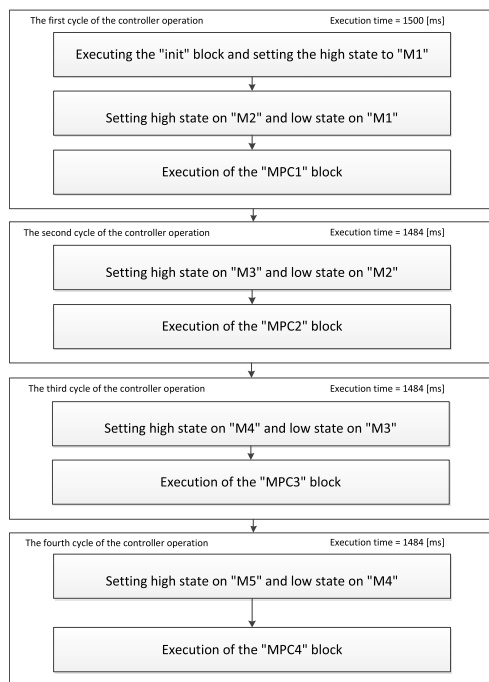 The first cycle of the controller operation Execution time = 1500 [ms]
Executing the "init" block and setting the high state to "M1"
Setting high state on "M2" and low state on "M1"
Execution of the "MPC1" block
The second cycle of the controller operation Execution time = 1484 [ms]
Setting high state on "M3" and low state on "M2"
Execution of the "MPC2" block
The third cycle of the controller operation Execution time = 1484 [ms]
Setting high state on "M4" and low state on "M3"
Execution of the "MPC3" block
The fourth cycle of the controller operation Execution time = 1484 [ms]
Setting high state on "M5" and low state on "M4"
Execution of the "MPC4" block